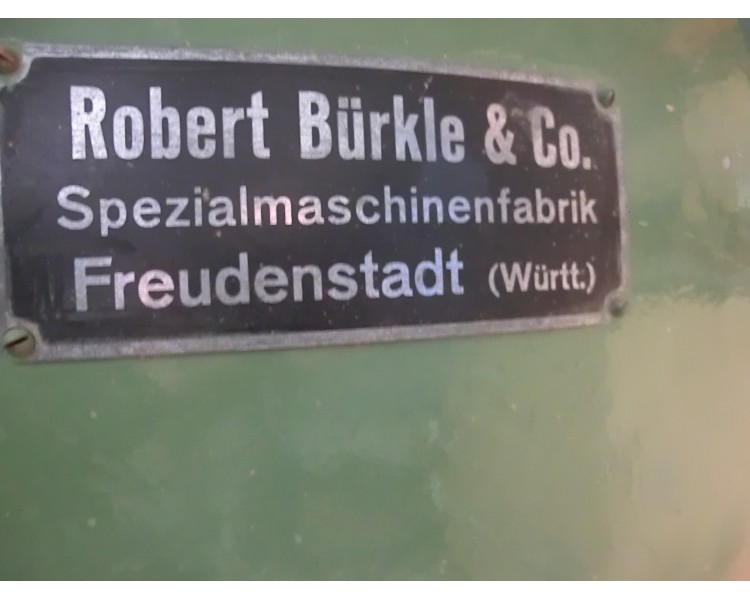 Robert Bürkle & Co.
Spezialmaschinenfabrik
Freudenstadt (Württ.)